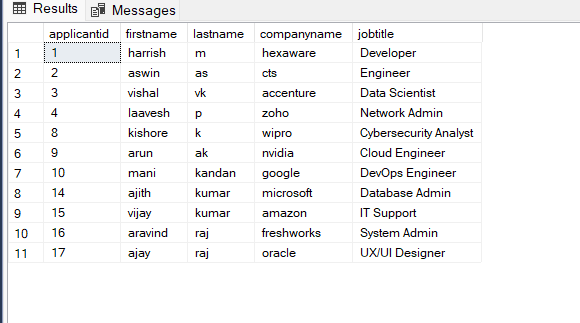 Results Messages
applicantid firstname lastname companyname jobtitle
1 1 harrish m hexaware Developer
2 2 aswin as cts Engineer
3 3 vishal vk accenture Data Scientist
4 4 laavesh p zoho Network Admin
5 8 kishore k wipro Cybersecurity Analyst
6 9 arun ak nvidia Cloud Engineer
7 10 mani kandan google DevOps Engineer
8 14 ajith kumar microsoft Database Admin
9 15 vijay kumar amazon IT Support
10 16 aravind raj freshworks System Admin
11 17 ajay raj oracle UX/UI Designer